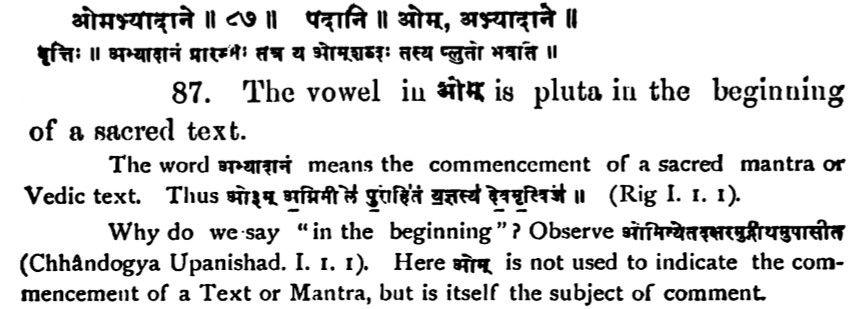 ओमभ्यादाने ॥ ८७ ॥ पदानि ॥ ओम्, अभ्यादाने ॥
वृत्तिः ॥ अभ्यादानं प्रारम्भः तत्र य ओम्शब्दः तस्य प्लुतो भवति ॥
87. The vowel in ओम् is pluta in the beginning
of a sacred text.
The word अभ्यादानं means the commencement of a sacred mantra or
Vedic text. Thus ओ३म् अग्निमीळे॑ पु॒रोहि॑तं य॒ज्ञस्य॑ दे॒वमृ॒त्विज॑ ॥ (Rig I. 1. 1).
Why do we say "in the beginning"? Observe ओमित्येतदक्षरमुद्गीथमुपासीत
(Chhândogya Upanishad. I. 1. 1). Here ओम् is not used to indicate the com-
mencement of a Text or Mantra, but is itself the subject of comment.